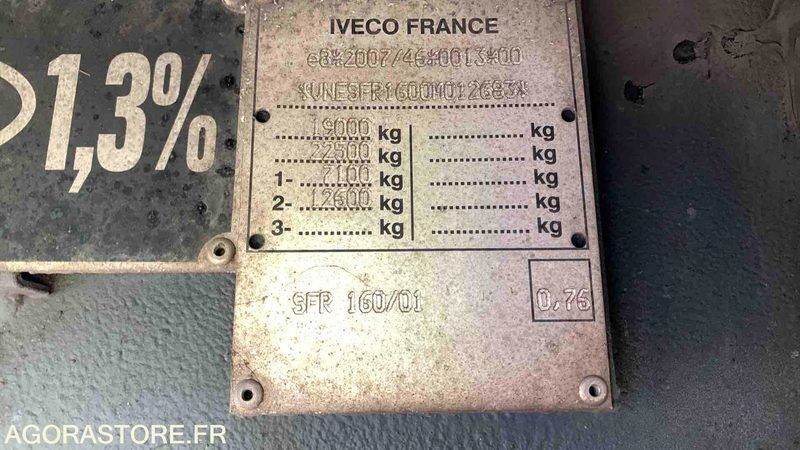 IVECO FRANCE
e8*2007/46*0013*00
*VNESFR1600M012683*
19000 kg ............... kg
22500 kg ............... kg
1- 7100 kg ............... kg
2- 12600 kg ............... kg
3- ............... kg ............... kg
1,3%
SFR 160/01
0,75
AGORASTORE.FR